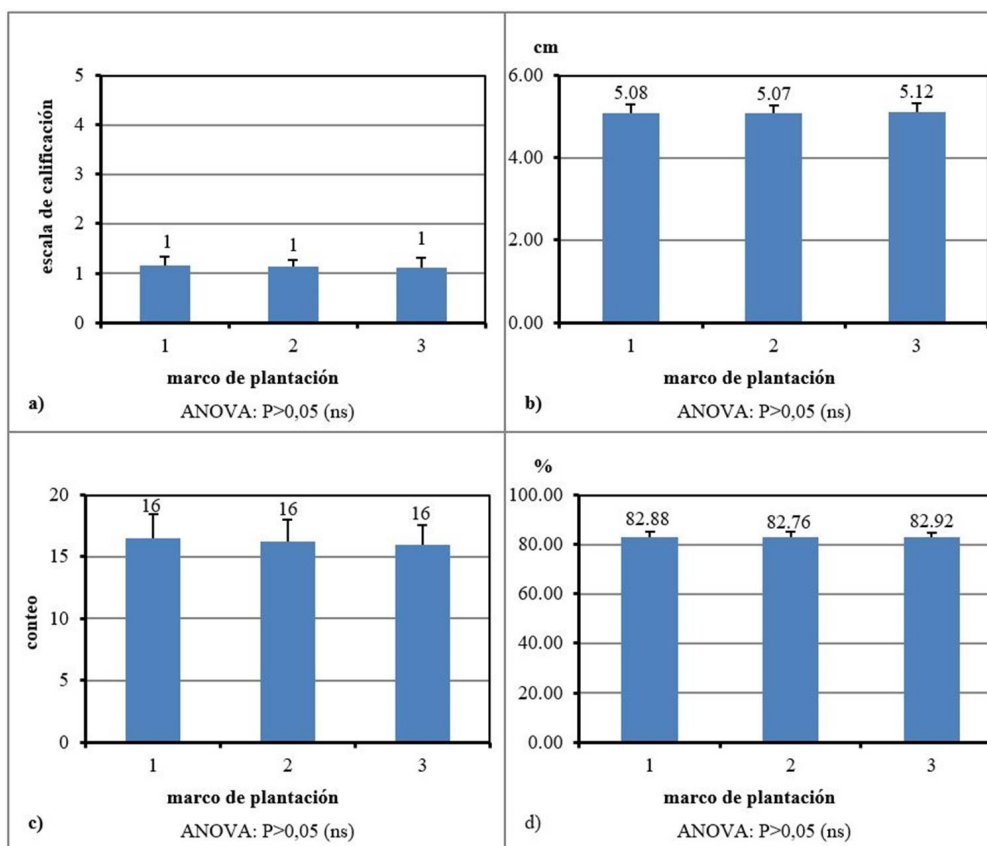 escala de calificación
5
4
3
2
1
0
1
1
1
1 2 3
marco de plantación
a)
ANOVA: P>0,05 (ns)
cm
6.00
4.00
2.00
0.00
5.08
5.07
5.12
1 2 3
marco de plantación
b)
ANOVA: P>0,05 (ns)
conteo
20
15
10
5
0
16
16
16
1 2 3
marco de plantación
c)
ANOVA: P>0,05 (ns)
%
100.00
80.00
60.00
40.00
20.00
0.00
82.88
82.76
82.92
1 2 3
marco de plantación
d)
ANOVA: P>0,05 (ns)